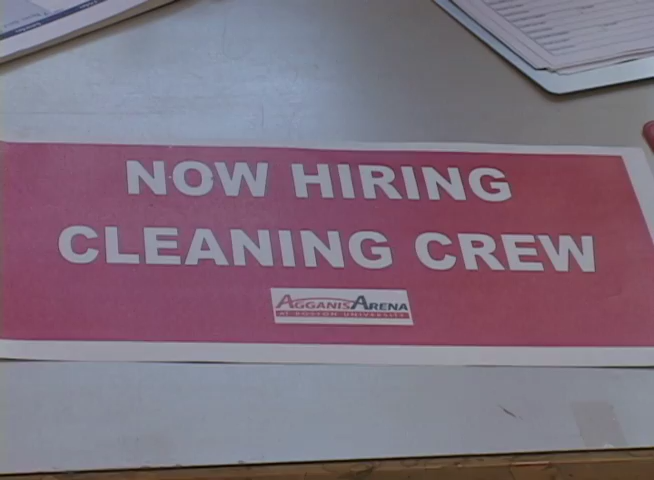 NOW HIRING
CLEANING CREW
AGGANIS ARENA
AT BOSTON UNIVERSITY